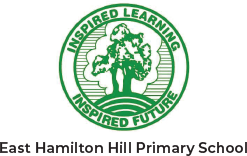 INSPIRED LEARNING
INSPIRED FUTURE
East Hamilton Hill Primary School